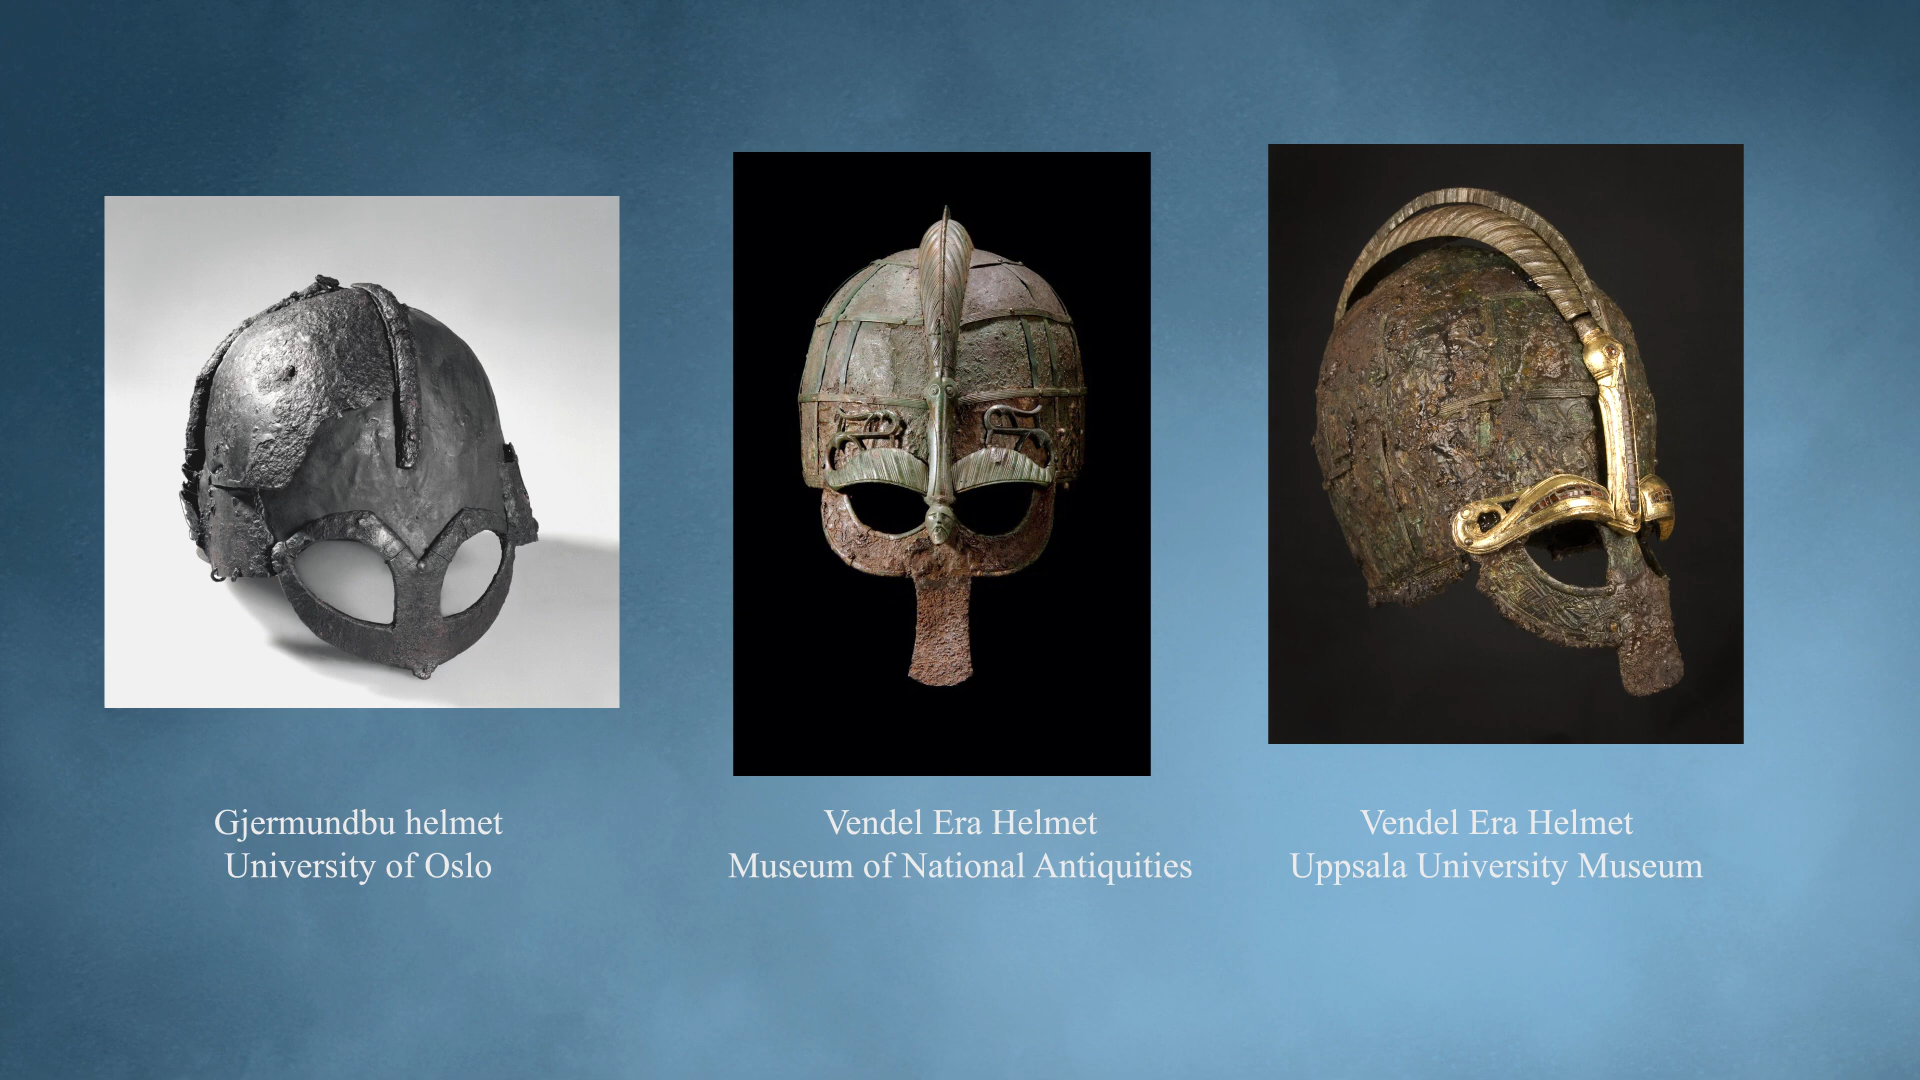 Gjermundbu helmet
University of Oslo
Vendel Era Helmet
Museum of National Antiquities
Vendel Era Helmet
Uppsala University Museum